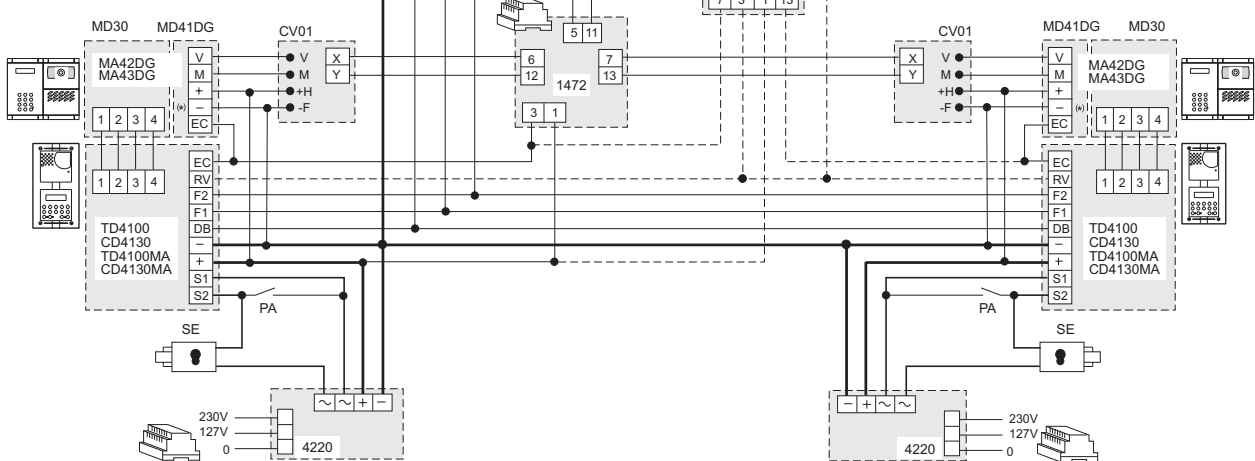 7 3 1 13
MD30 MD41DG CV01 5 11 CV01 MD41DG MD30
MA42DG
MA43DG
V
M
+
(*) –
EC
V
M
+H
-F
X
Y
6
12
7
13
1472
3 1
X
Y
V
M
+H
-F
V
M
+
– (*)
EC
MA42DG
MA43DG
1 2 3 4
1 2 3 4
1 2 3 4
1 2 3 4
TD4100
CD4130
TD4100MA
CD4130MA
EC
RV
F2
F1
DB
–
+
S1
S2
EC
RV
F2
F1
DB
–
+
S1
S2
TD4100
CD4130
TD4100MA
CD4130MA
PA
PA
SE
SE
~ ~ + –
– + ~ ~
230V
127V
0
4220
4220
230V
127V
0